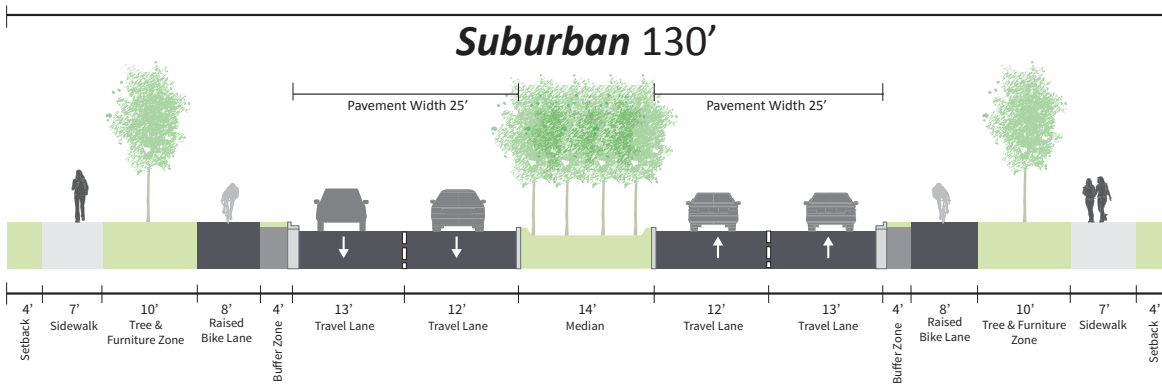 Suburban 130’
Pavement Width 25’
Pavement Width 25’
4’
Setback
7’
Sidewalk
10’
Tree &
Furniture Zone
8’
Raised
Bike Lane
4’
Buffer Zone
13’
Travel Lane
12’
Travel Lane
14’
Median
12’
Travel Lane
13’
Travel Lane
4’
Buffer Zone
8’
Raised
Bike Lane
10’
Tree & Furniture
Zone
7’
Sidewalk
4’
Setback